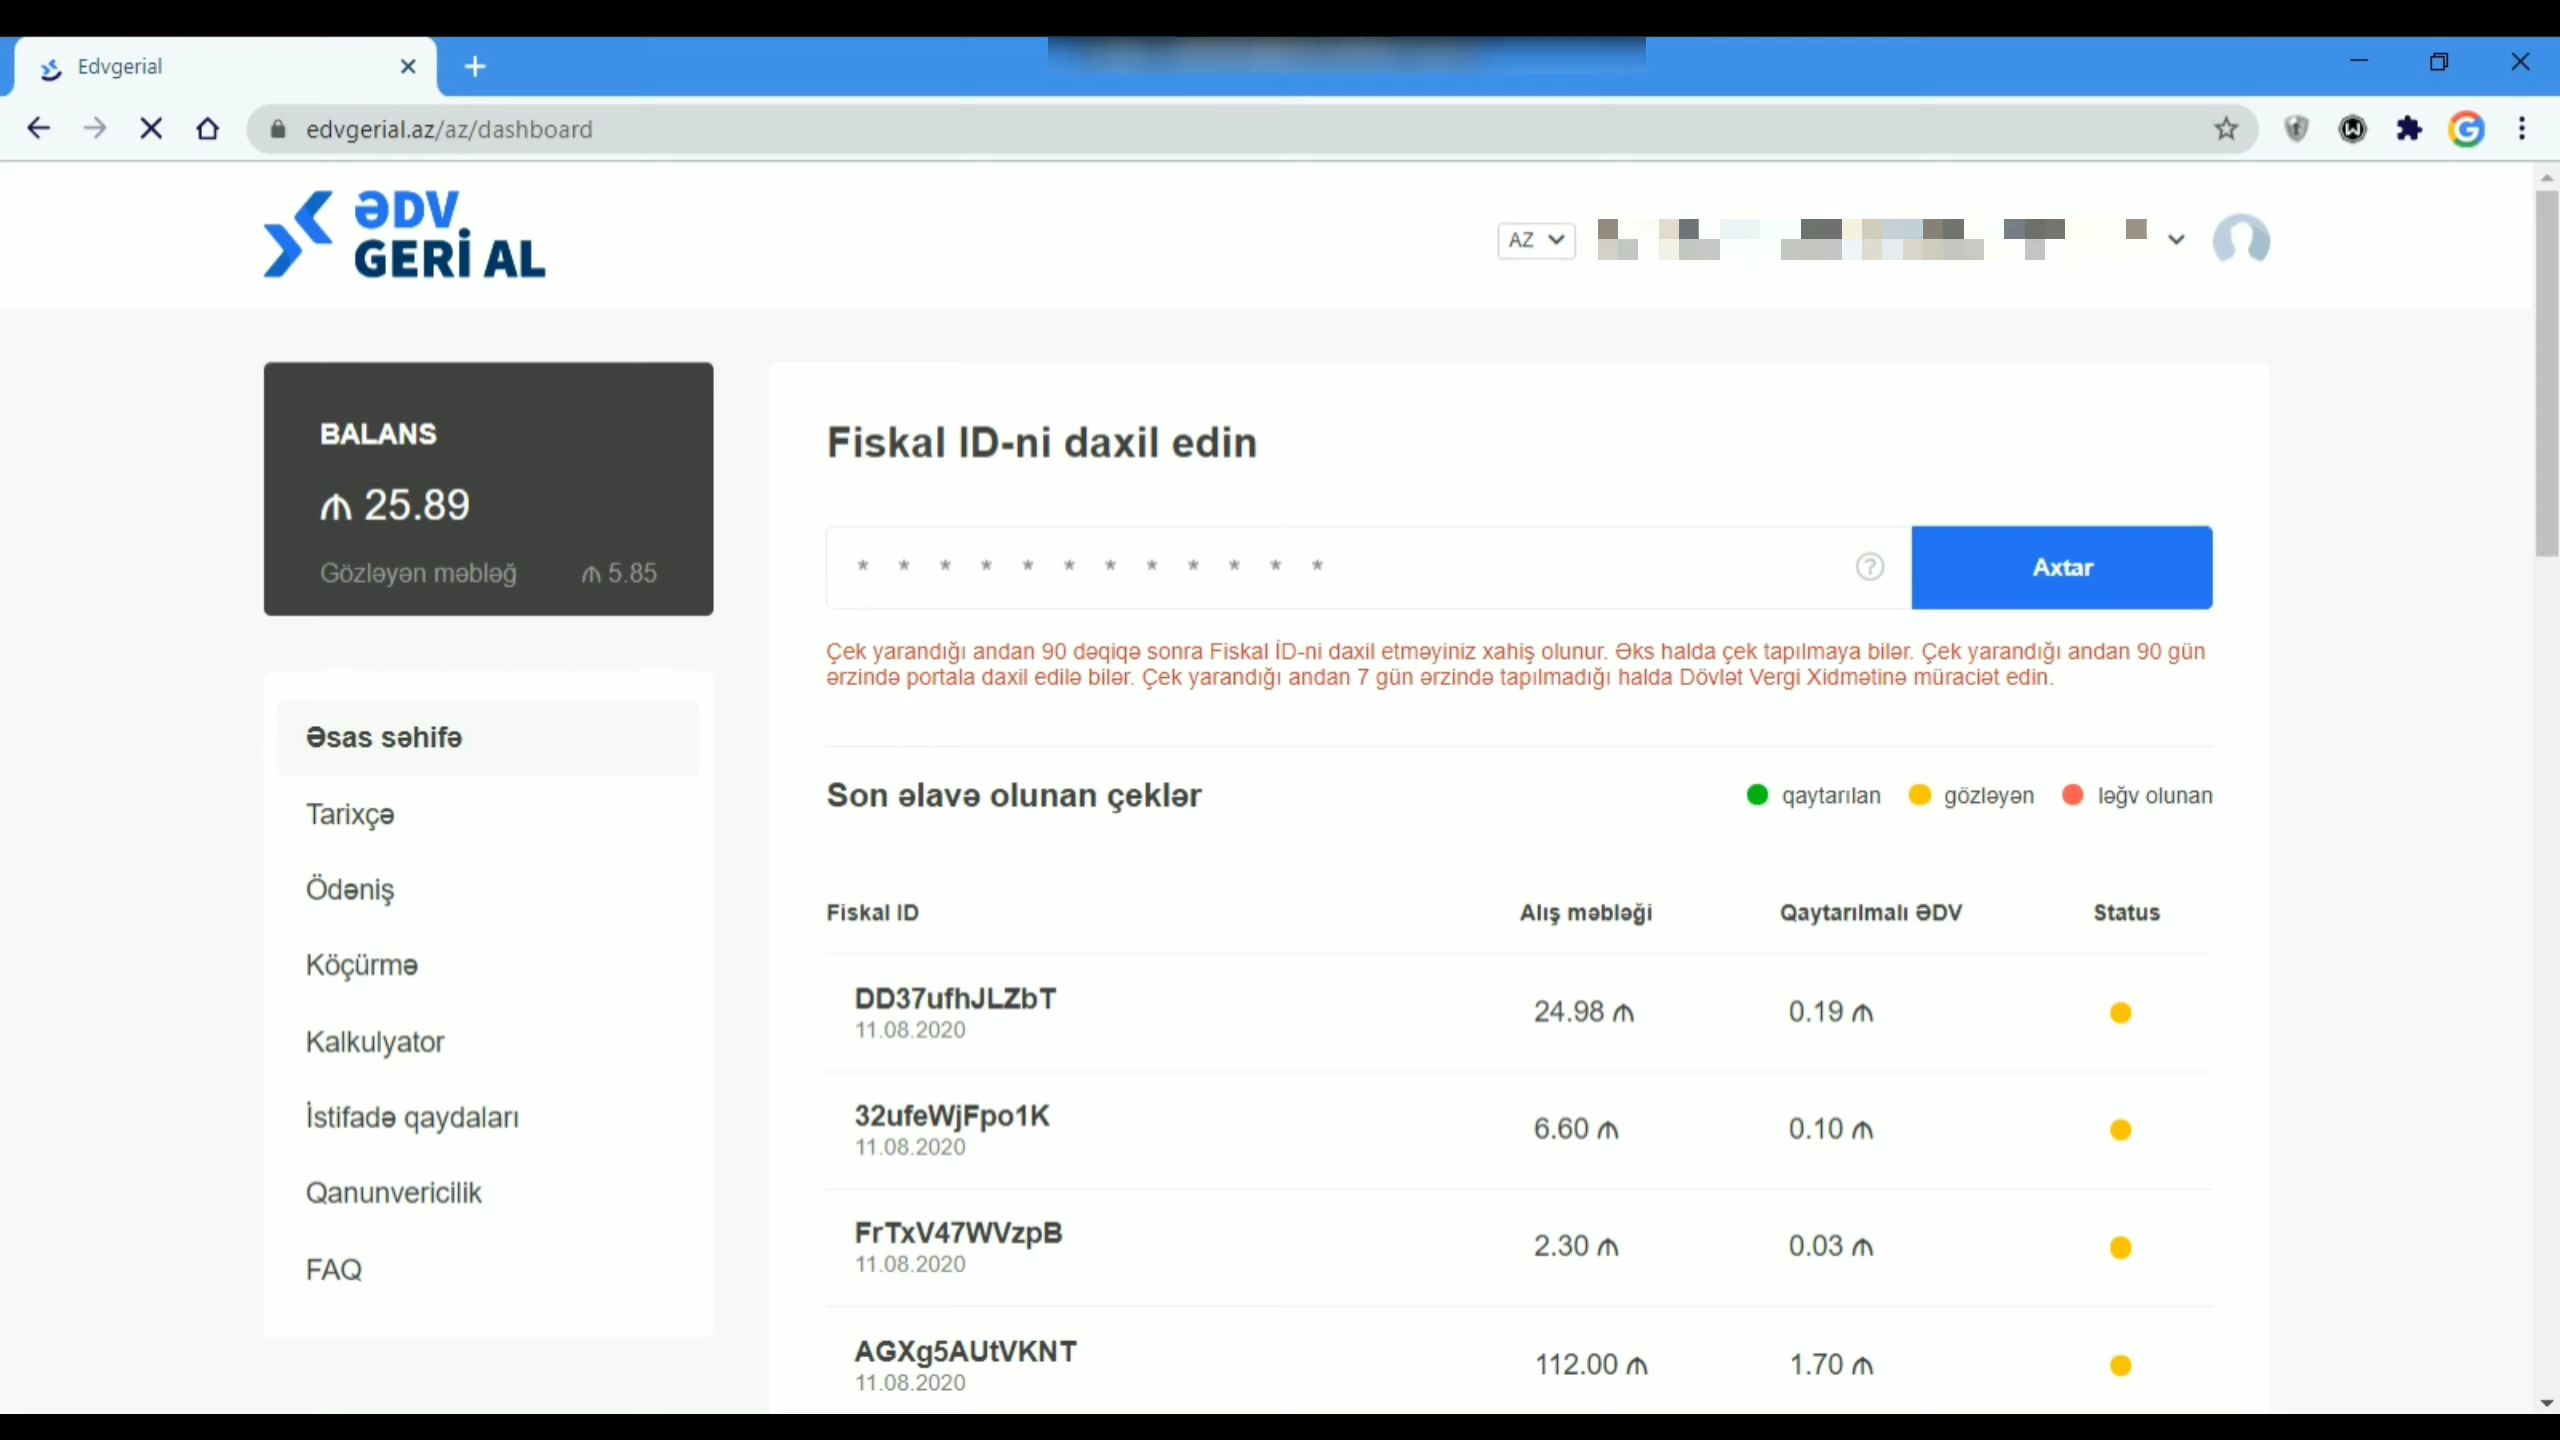 Edvgerial
edvgerial.az/az/dashboard
ƏDV
GERİ AL
AZ
BALANS
₼ 25.89
Gözləyən məbləğ ₼ 5.85
Əsas səhifə
Tarixçə
Ödəniş
Köçürmə
Kalkulyator
İstifadə qaydaları
Qanunvericilik
FAQ
Fiskal ID-ni daxil edin
* * * * * * * * * * * *
Axtar
Çek yarandığı andan 90 dəqiqə sonra Fiskal İD-ni daxil etməyiniz xahiş olunur. Əks halda çek tapılmaya bilər. Çek yarandığı andan 90 gün
ərzində portala daxil edilə bilər. Çek yarandığı andan 7 gün ərzində tapılmadığı halda Dövlət Vergi Xidmətinə müraciət edin.
Son əlavə olunan çeklər
qaytarılan gözləyən ləğv olunan
Fiskal ID Alış məbləği Qaytarılmalı ƏDV Status
DD37ufhJLZbT 24.98 ₼ 0.19 ₼
11.08.2020
32ufeWjFpo1K 6.60 ₼ 0.10 ₼
11.08.2020
FrTxV47WVzpB 2.30 ₼ 0.03 ₼
11.08.2020
AGXg5AUtVKNT 112.00 ₼ 1.70 ₼
11.08.2020